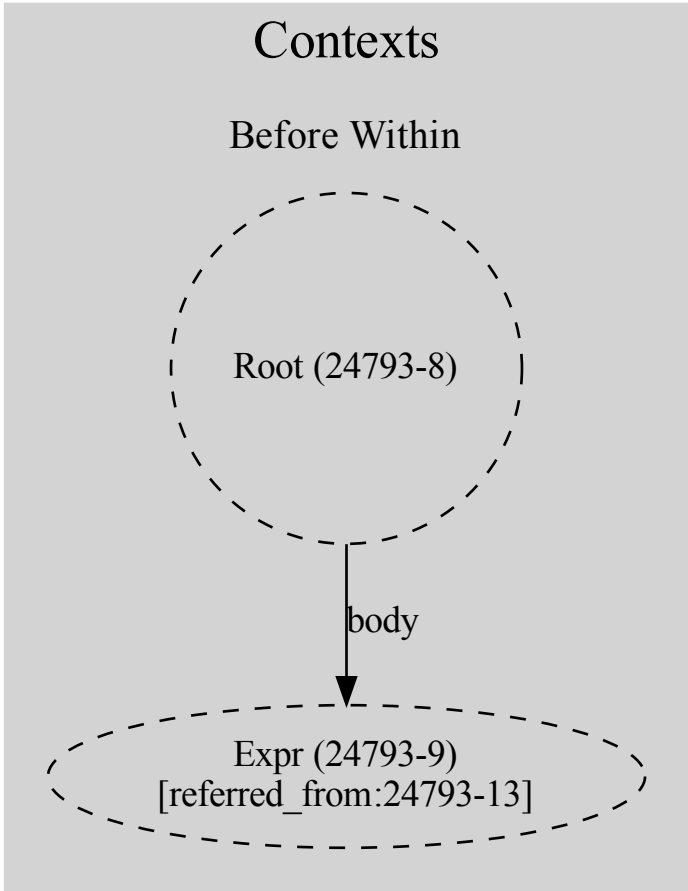 Contexts
Before Within
Root (24793-8)
body
Expr (24793-9)
[referred_from:24793-13]